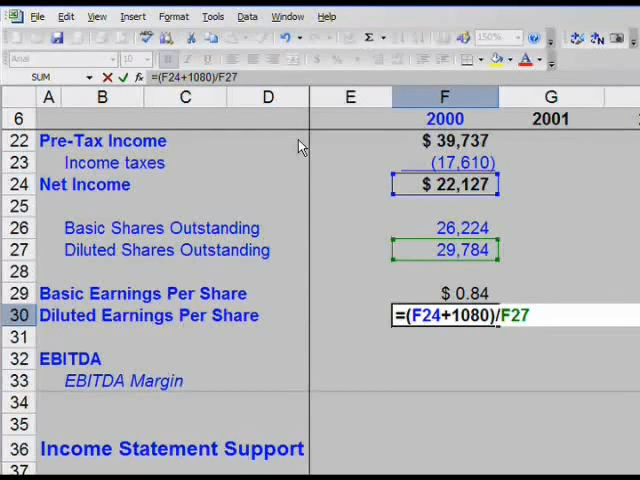 File Edit View Insert Format Tools Data Window Help
Σ 150%
Arial 10 B I U $ % A
SUM =(F24+1080)/F27
A B C D E F G
6 2000 2001
22 Pre-Tax Income $ 39,737
23 Income taxes (17,610)
24 Net Income $ 22,127
25
26 Basic Shares Outstanding 26,224
27 Diluted Shares Outstanding 29,784
28
29 Basic Earnings Per Share $ 0.84
30 Diluted Earnings Per Share =(F24+1080)/F27
31
32 EBITDA
33 EBITDA Margin
34
35
36 Income Statement Support
37